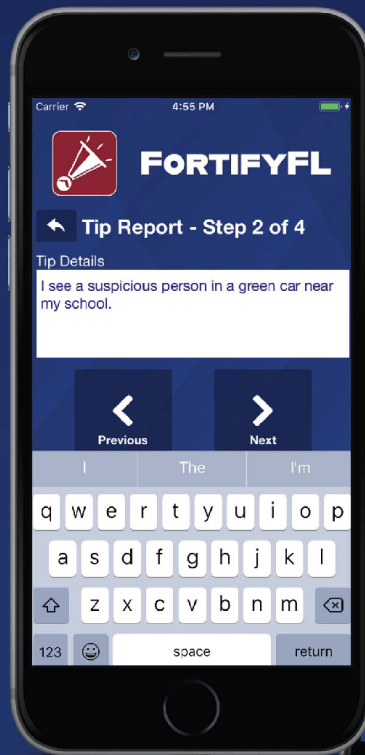 Carrier 4:55 PM
FORTIFYFL
Tip Report - Step 2 of 4
Tip Details
I see a suspicious person in a green car near
my school.
Previous Next
I The I'm
q w e r t y u i o p
a s d f g h j k l
z x c v b n m
123 space return